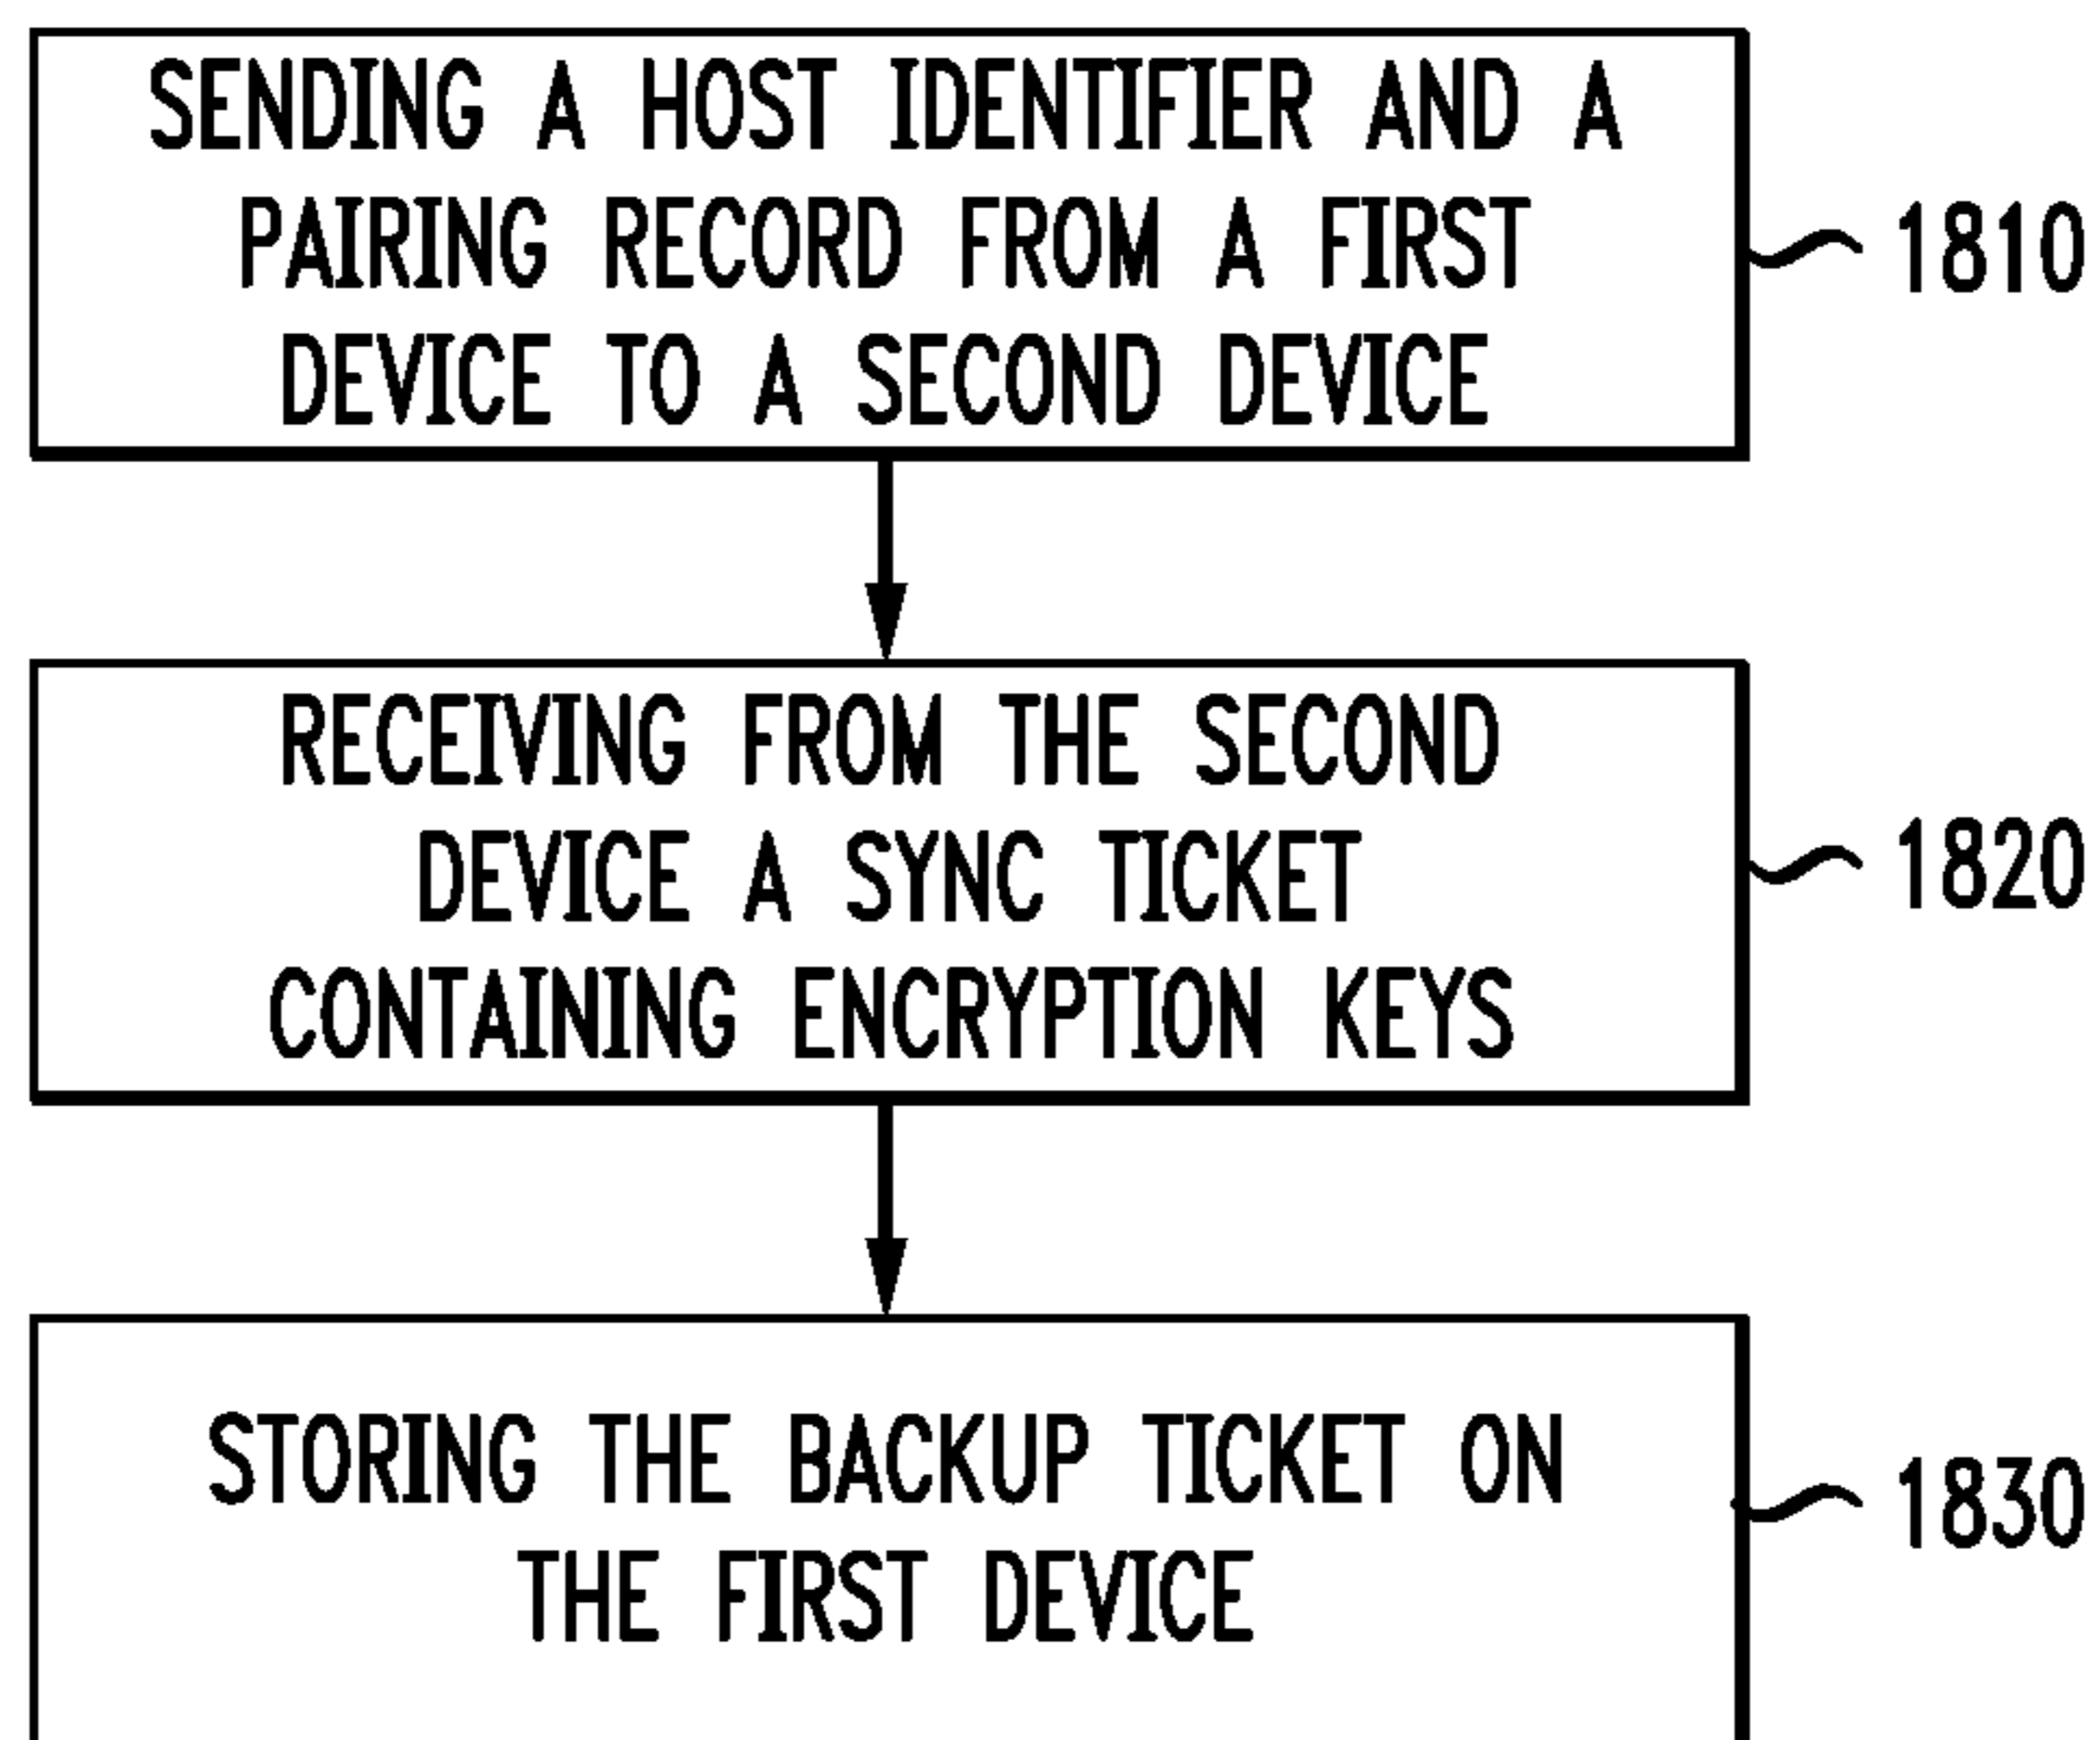 SENDING A HOST IDENTIFIER AND A
PAIRING RECORD FROM A FIRST
DEVICE TO A SECOND DEVICE
1810
RECEIVING FROM THE SECOND
DEVICE A SYNC TICKET
CONTAINING ENCRYPTION KEYS
1820
STORING THE BACKUP TICKET ON
THE FIRST DEVICE
1830